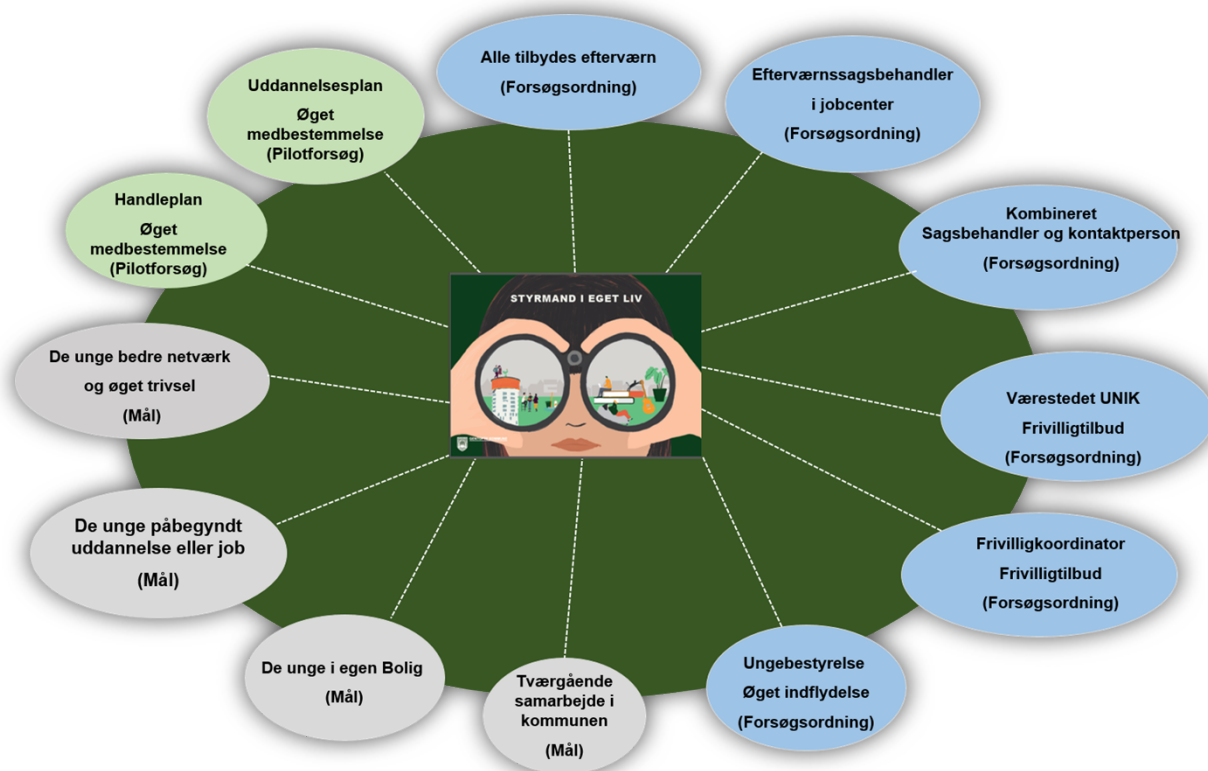 Alle tilbydes efterværn
(Forsøgsordning)
Efterværnssagsbehandler
i jobcenter
(Forsøgsordning)
Uddannelsesplan
Øget
medbestemmelse
(Pilotforsøg)
Handleplan
Øget
medbestemmelse
(Pilotforsøg)
Kombineret
Sagsbehandler og kontaktperson
(Forsøgsordning)
STYRMAND I EGET LIV
De unge bedre netværk
og øget trivsel
(Mål)
Værestedet UNIK
Frivilligtilbud
(Forsøgsordning)
De unge påbegyndt
uddannelse eller job
(Mål)
Frivilligkoordinator
Frivilligtilbud
(Forsøgsordning)
De unge i egen Bolig
(Mål)
Tværgående
samarbejde i
kommunen
(Mål)
Ungebestyrelse
Øget indflydelse
(Forsøgsordning)